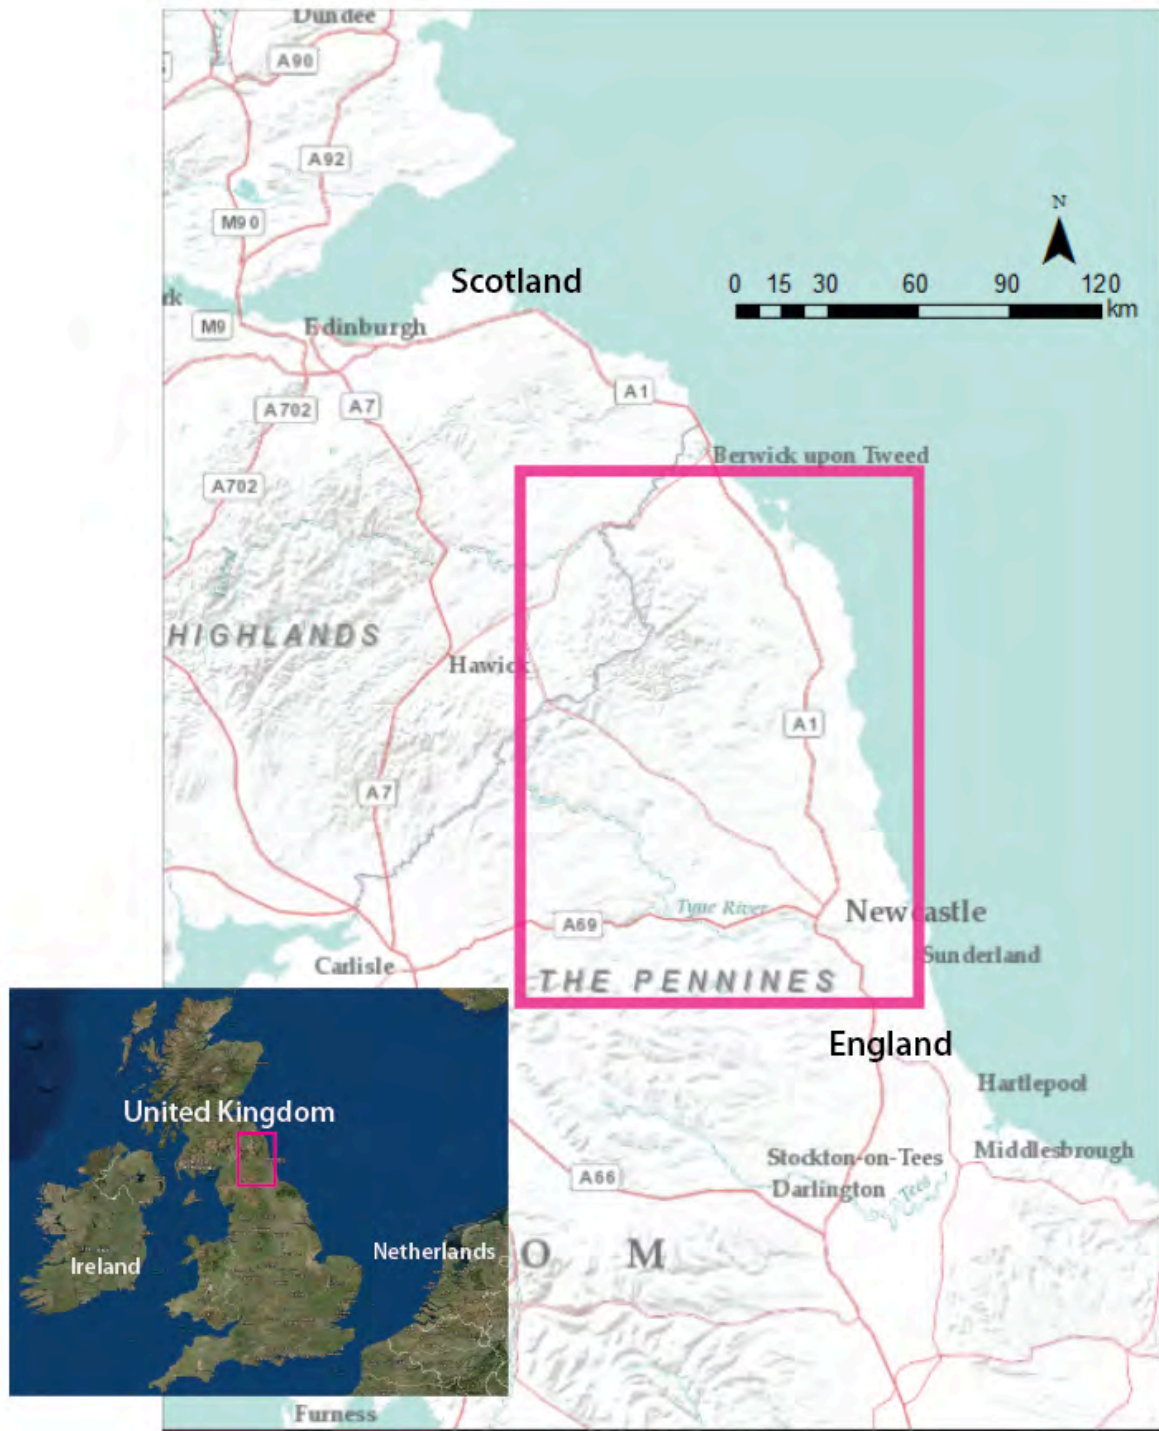 Dundee
A90
A92
M90
N
Scotland
0 15 30 60 90 120
km
rk
M9
Edinburgh
A1
A702
A7
Berwick upon Tweed
A702
HIGHLANDS
Hawick
A1
A7
Tyne River
Newcastle
A69
Sunderland
Carlisle
THE PENNINES
England
Hartlepool
United Kingdom
Middlesbrough
Stockton-on-Tees
A66
Darlington
Tees
Netherlands
O M
Ireland
Furness